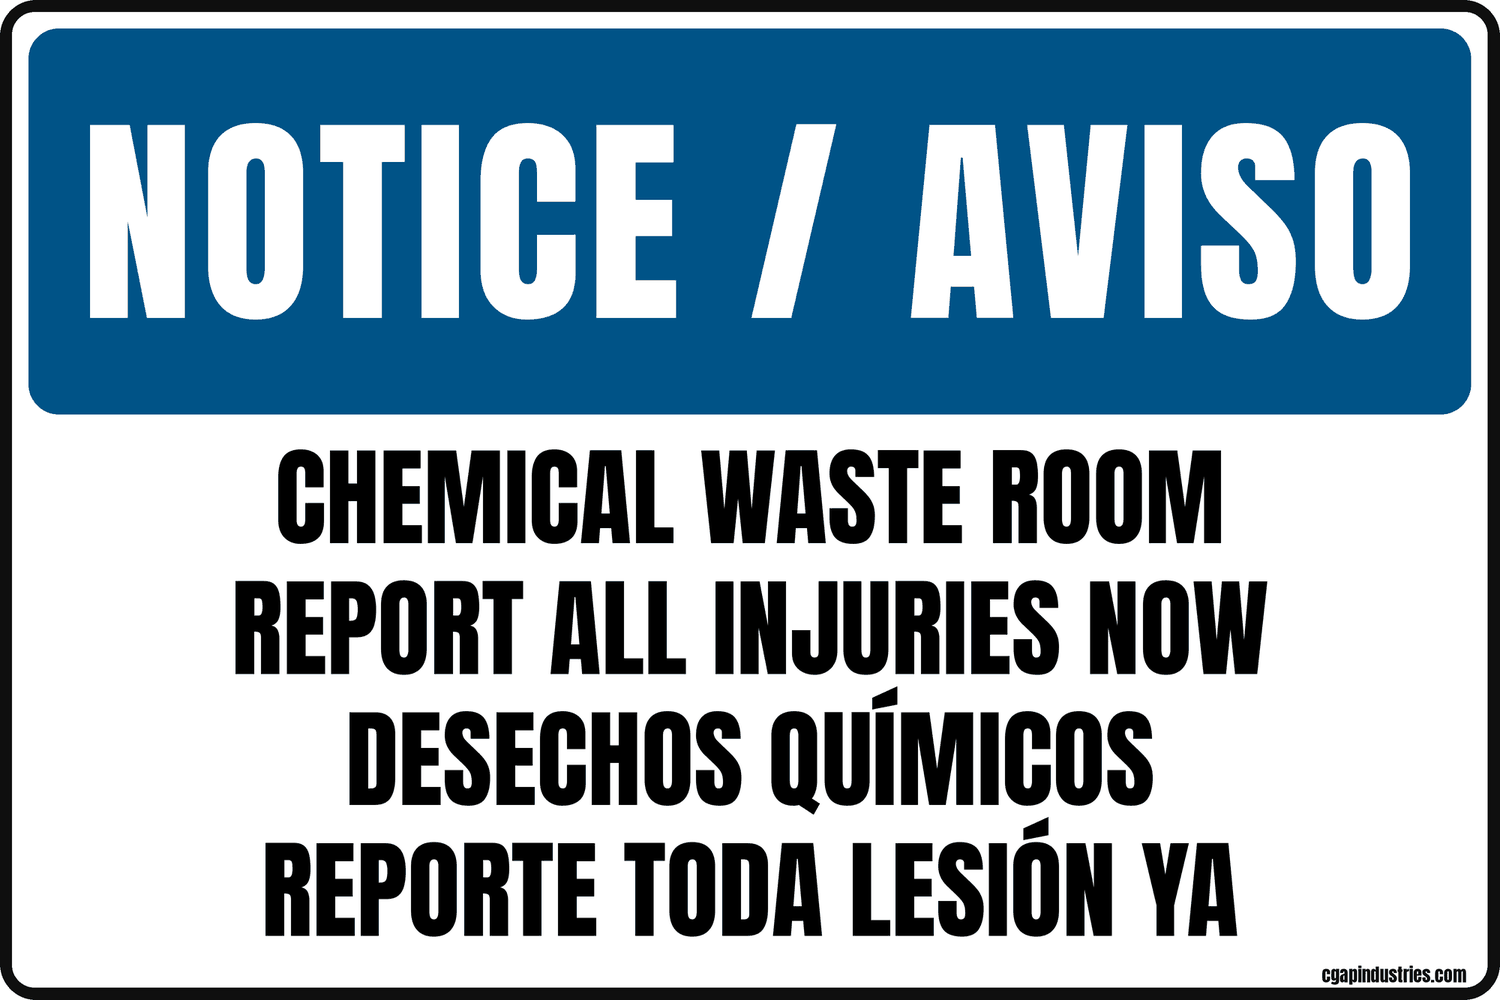 NOTICE / AVISO
CHEMICAL WASTE ROOM
REPORT ALL INJURIES NOW
DESECHOS QUÍMICOS
REPORTE TODA LESIÓN YA
cgapindustries.com